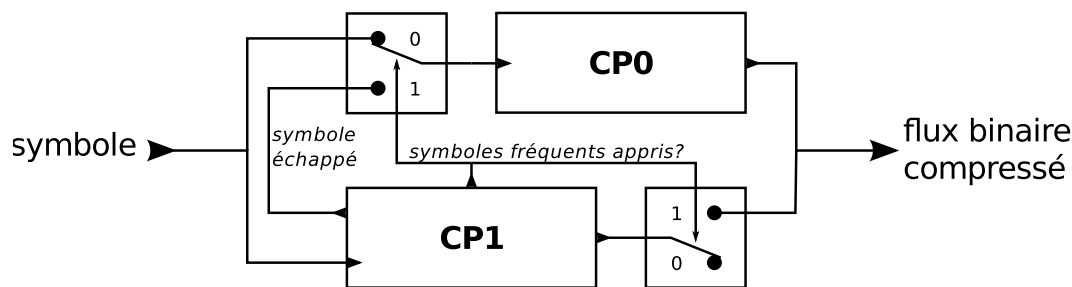 0
CP0
1
symbole
symbole
échappé
symboles fréquents appris?
flux binaire
compressé
CP1
1
0